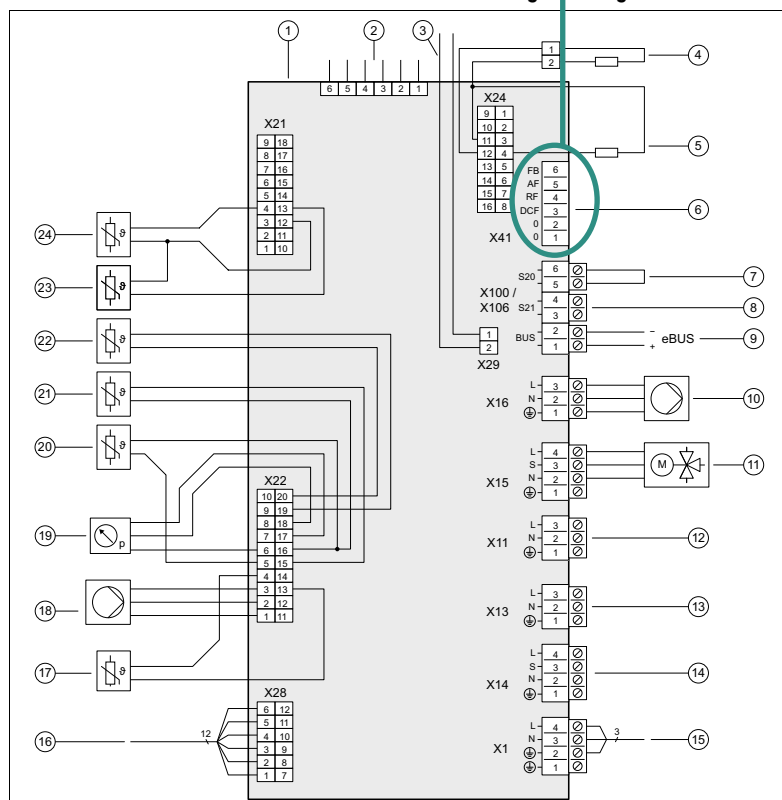 1
2
3
4
5
6
6 5 4 3 2 1
1
2
X24
9 1
10 2
11 3
12 4
13 5
14 6
15 7
16 8
X21
9 18
8 17
7 16
6 15
5 14
4 13
3 12
2 11
1 10
FB 6
AF 5
RF 4
DCF 3
0 2
0 1
X41
X100 /
X106
S20
6
5
S21
4
3
BUS
2
1
7
8
9
– eBUS
+
1
2
X29
X16
L 3
N 2
1
10
X15
L 4
S 3
N 2
1
M
11
X11
L 3
N 2
1
12
X13
L 3
N 2
1
13
X14
L 4
S 3
N 2
1
14
X1
L 4
N 3
2
1
3
15
24 ϑ
23 ϑ
22 ϑ
21 ϑ
20 ϑ
19 p
18
17 ϑ
16
12
X22
10 20
9 19
8 18
7 17
6 16
5 15
4 14
3 13
2 12
1 11
X28
6 12
5 11
4 10
3 9
2 8
1 7